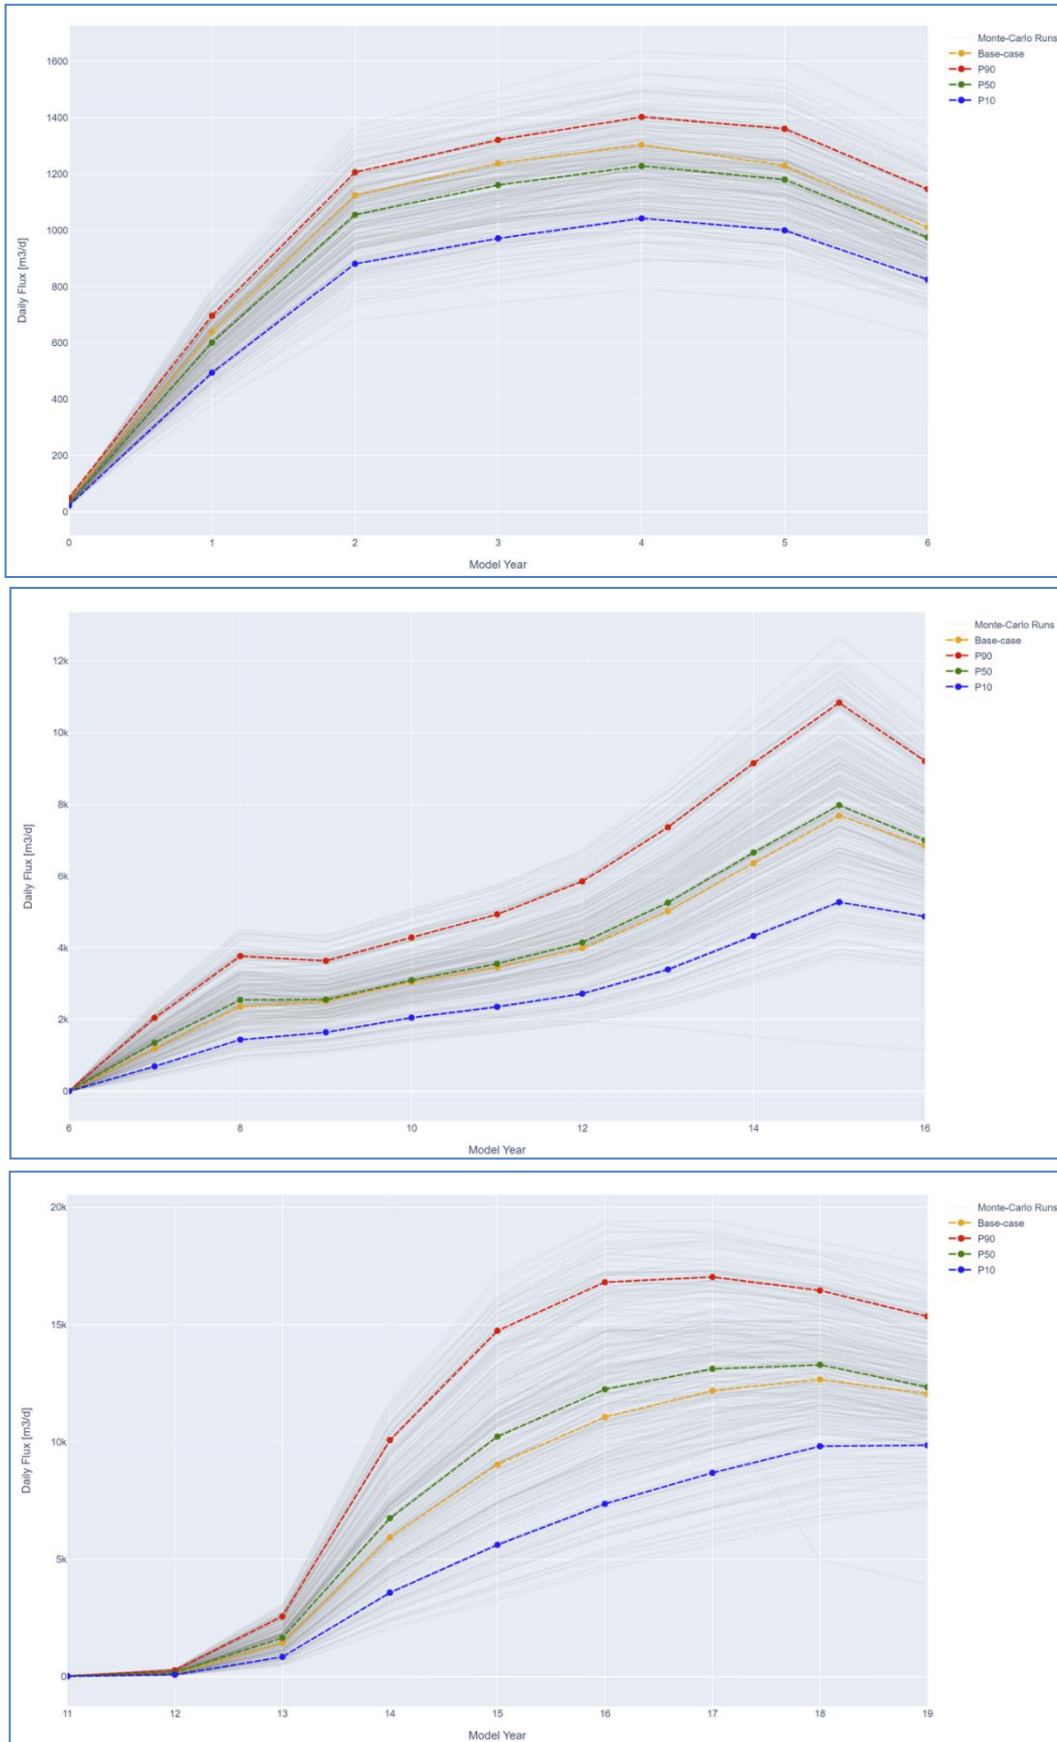 Monte-Carlo Runs
Base-case
P90
P50
P10
1600
1400
1200
1000
800
600
400
200
0
Daily Flux [m3/d]
0 1 2 3 4 5 6
Model Year
Monte-Carlo Runs
Base-case
P90
P50
P10
12k
10k
8k
6k
4k
2k
0
Daily Flux [m3/d]
6 8 10 12 14 16
Model Year
Monte-Carlo Runs
Base-case
P90
P50
P10
20k
15k
10k
5k
0
Daily Flux [m3/d]
11 12 13 14 15 16 17 18 19
Model Year